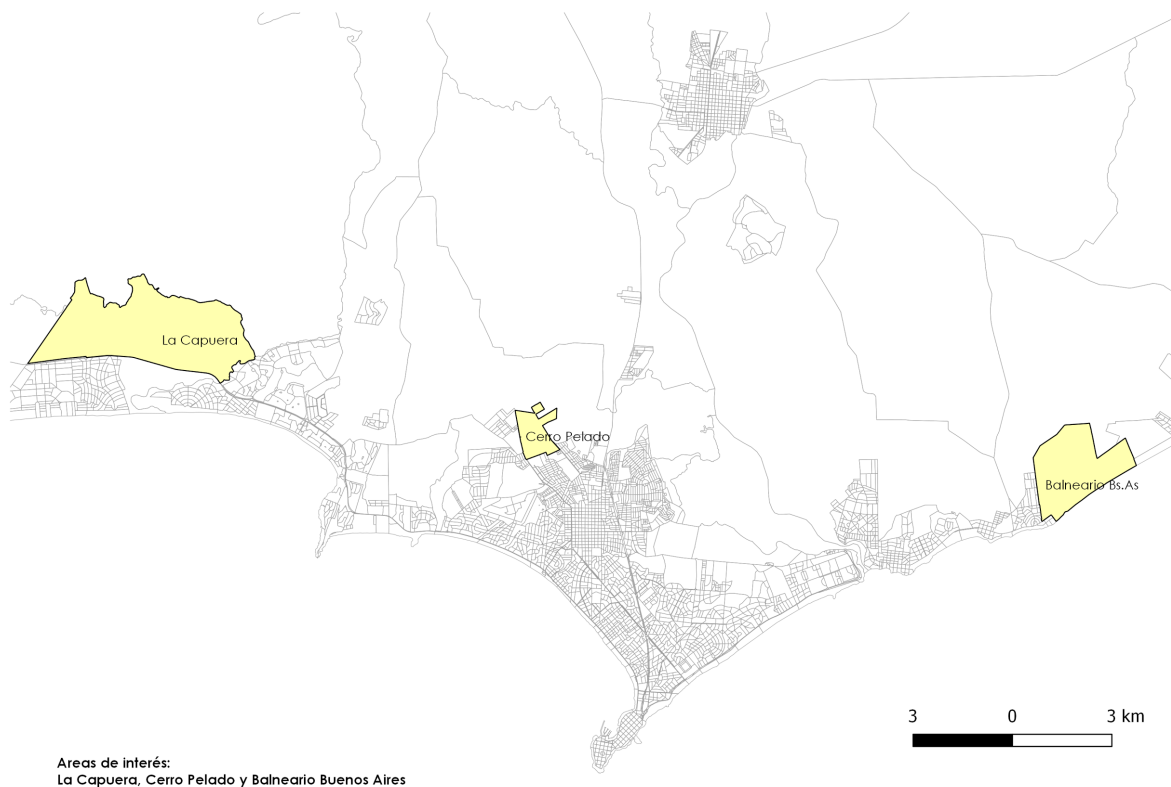 La Capuera
Cerro Pelado
Balneario Bs.As
3 0 3 km
Areas de interés:
La Capuera, Cerro Pelado y Balneario Buenos Aires